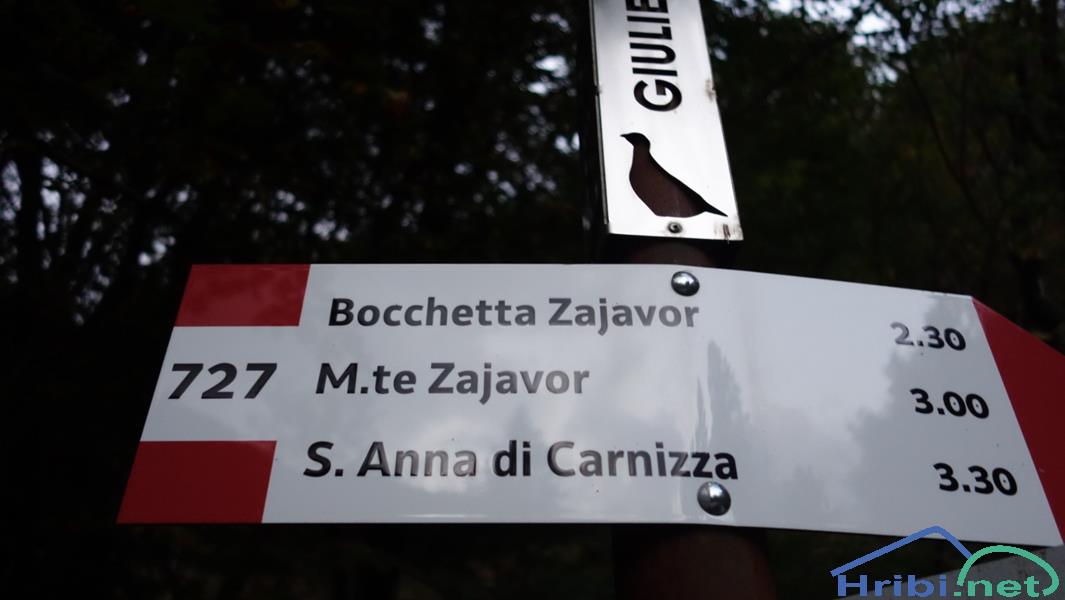 GIULIE
727
Bocchetta Zajavor 2.30
M.te Zajavor 3.00
S. Anna di Carnizza 3.30
Hribi.net